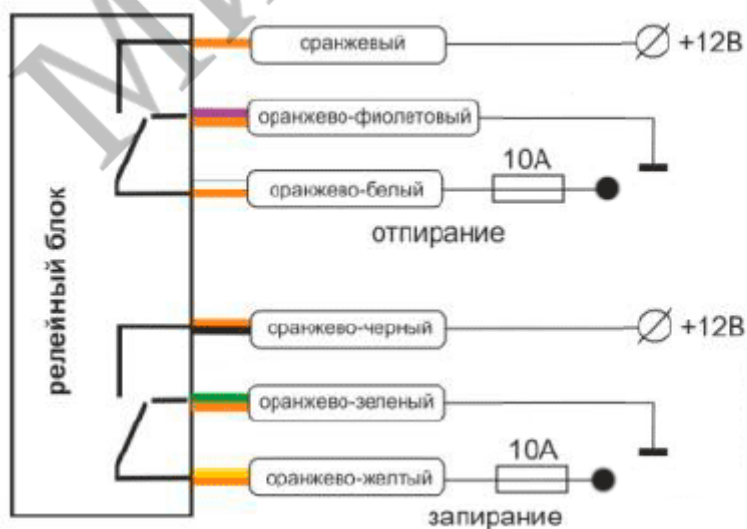 оранжевый
+12В
оранжево-фиолетовый
10А
оранжево-белый
отпирание
релейный блок
оранжево-черный
+12В
оранжево-зеленый
10А
оранжево-желтый
запирание